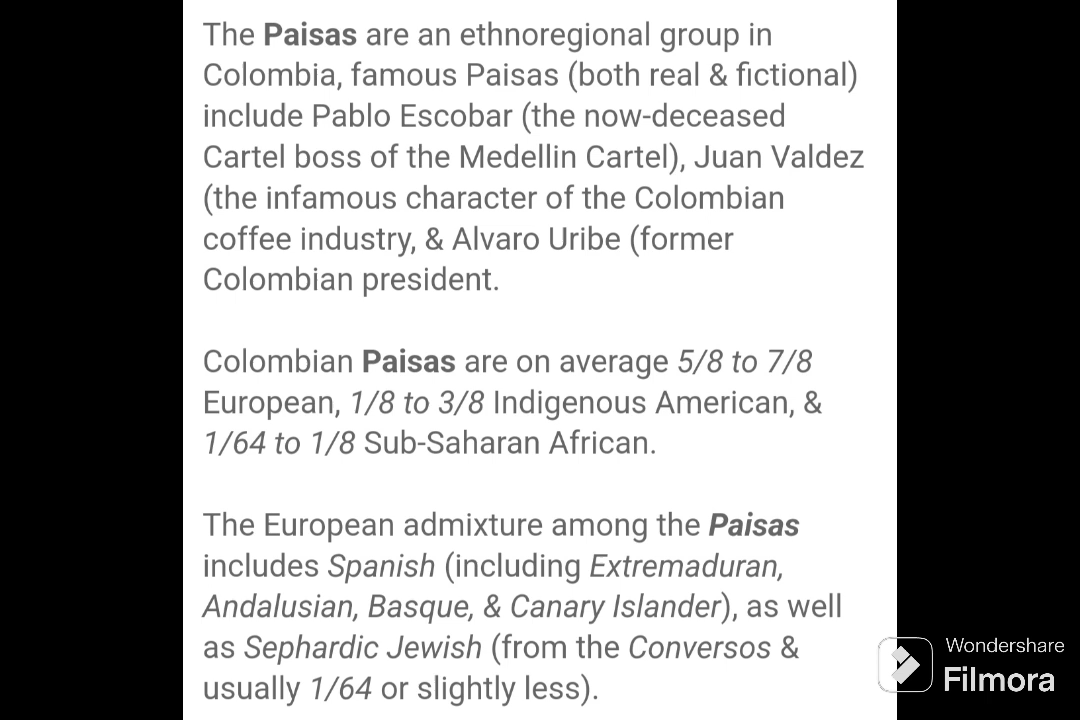 The Paisas are an ethnoregional group in
Colombia, famous Paisas (both real & fictional)
include Pablo Escobar (the now-deceased
Cartel boss of the Medellin Cartel), Juan Valdez
(the infamous character of the Colombian
coffee industry, & Alvaro Uribe (former
Colombian president.
Colombian Paisas are on average 5/8 to 7/8
European, 1/8 to 3/8 Indigenous American, &
1/64 to 1/8 Sub-Saharan African.
The European admixture among the Paisas
includes Spanish (including Extremaduran,
Andalusian, Basque, & Canary Islander), as well
as Sephardic Jewish (from the Conversos &
usually 1/64 or slightly less).
Wondershare
Filmora